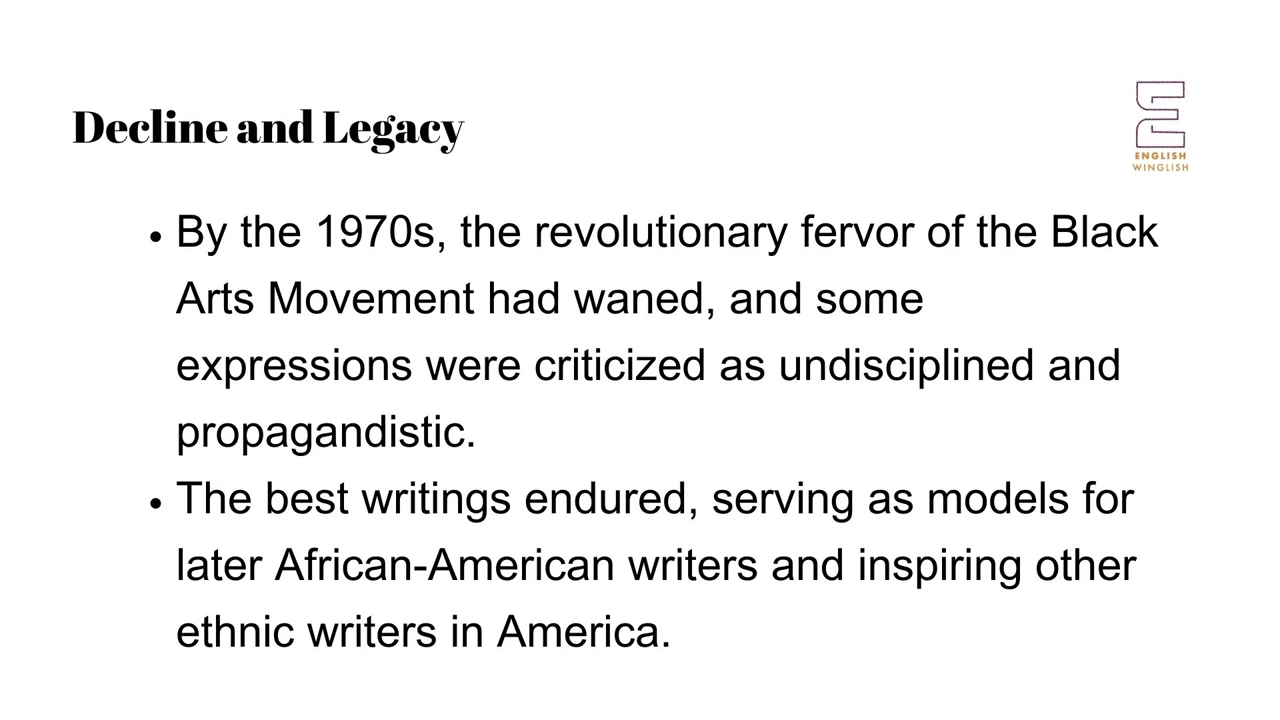 Decline and Legacy
ENGLISH
WINGLISH
• By the 1970s, the revolutionary fervor of the Black
Arts Movement had waned, and some
expressions were criticized as undisciplined and
propagandistic.
• The best writings endured, serving as models for
later African-American writers and inspiring other
ethnic writers in America.